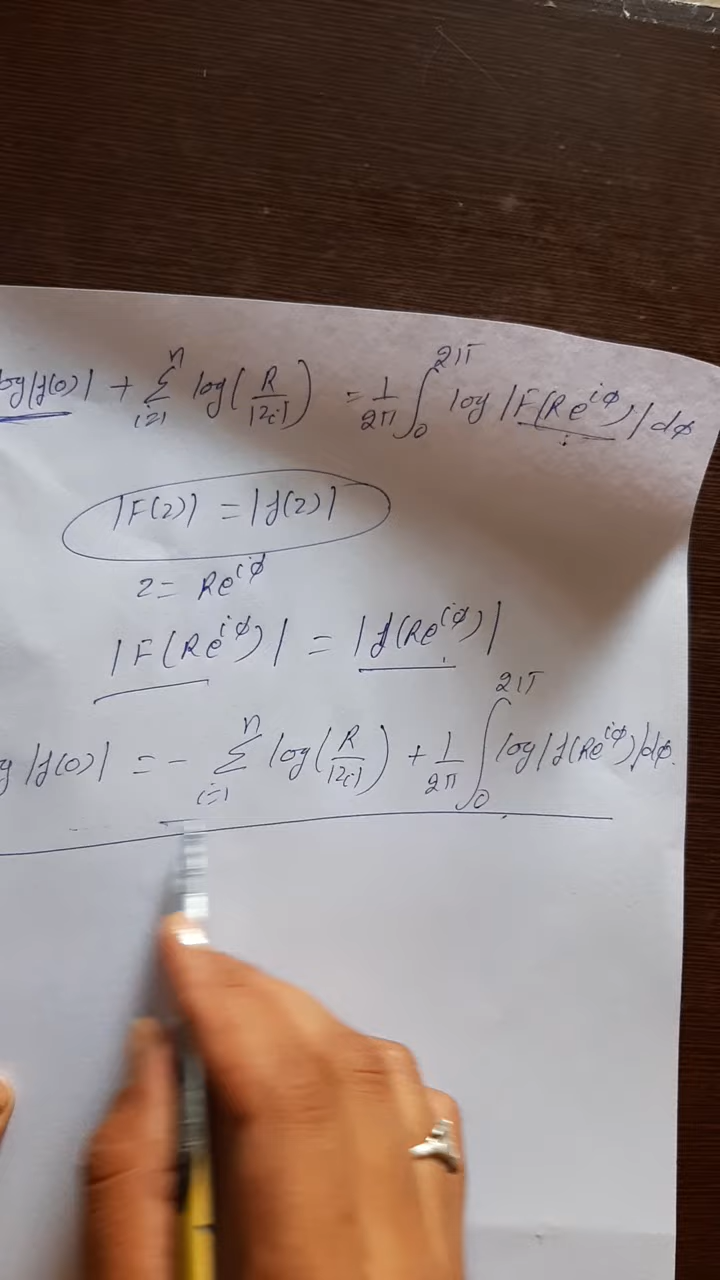 log|f(0)| + Σ_{i=1}^{n} log(R/|z_i|) = 1/2π ∫_0^{2π} log |F(Re^{iφ})| dφ
|F(z)| = |f(z)|
z = Re^{iφ}
|F(Re^{iφ})| = |f(Re^{iφ})|
g |f(0)| = - Σ_{i=1}^{n} log(R/|z_i|) + 1/2π ∫_0^{2π} log|f(Re^{iφ})|dφ.